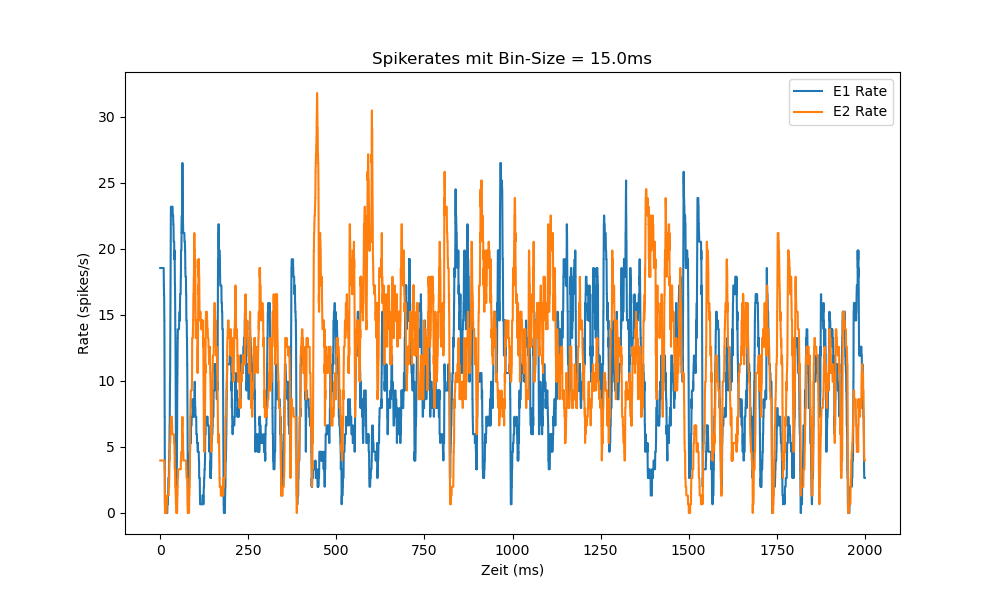 Spikerates mit Bin-Size = 15.0ms
E1 Rate
E2 Rate
Rate (spikes/s)
30
25
20
15
10
5
0
0 250 500 750 1000 1250 1500 1750 2000
Zeit (ms)